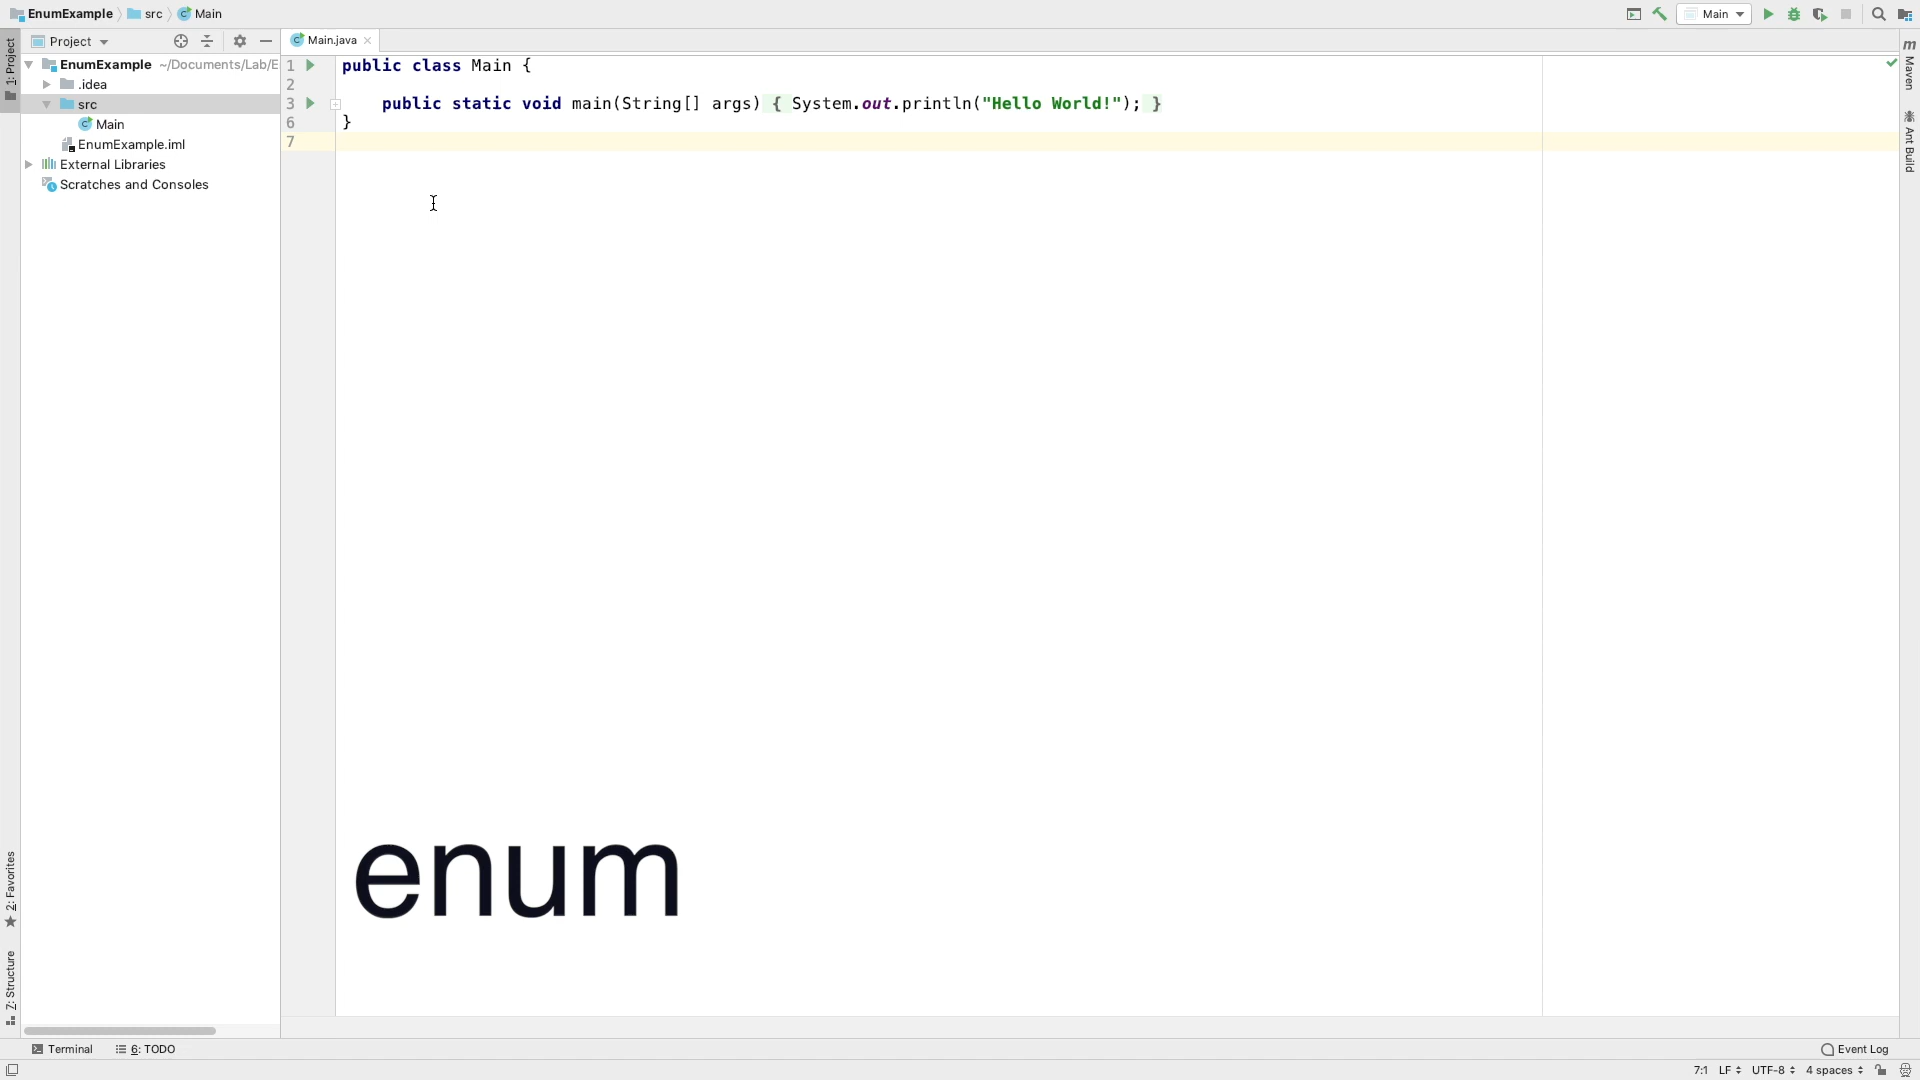 EnumExample src Main
Main
Project
Main.java
1: Project
EnumExample ~/Documents/Lab/E
.idea
src
Main
EnumExample.iml
External Libraries
Scratches and Consoles
1 public class Main {
2
3 public static void main(String[] args) { System.out.println("Hello World!"); }
6 }
7
enum
m Maven
Ant Build
2: Favorites
7: Structure
Terminal 6: TODO
Event Log
7:1 LF UTF-8 4 spaces